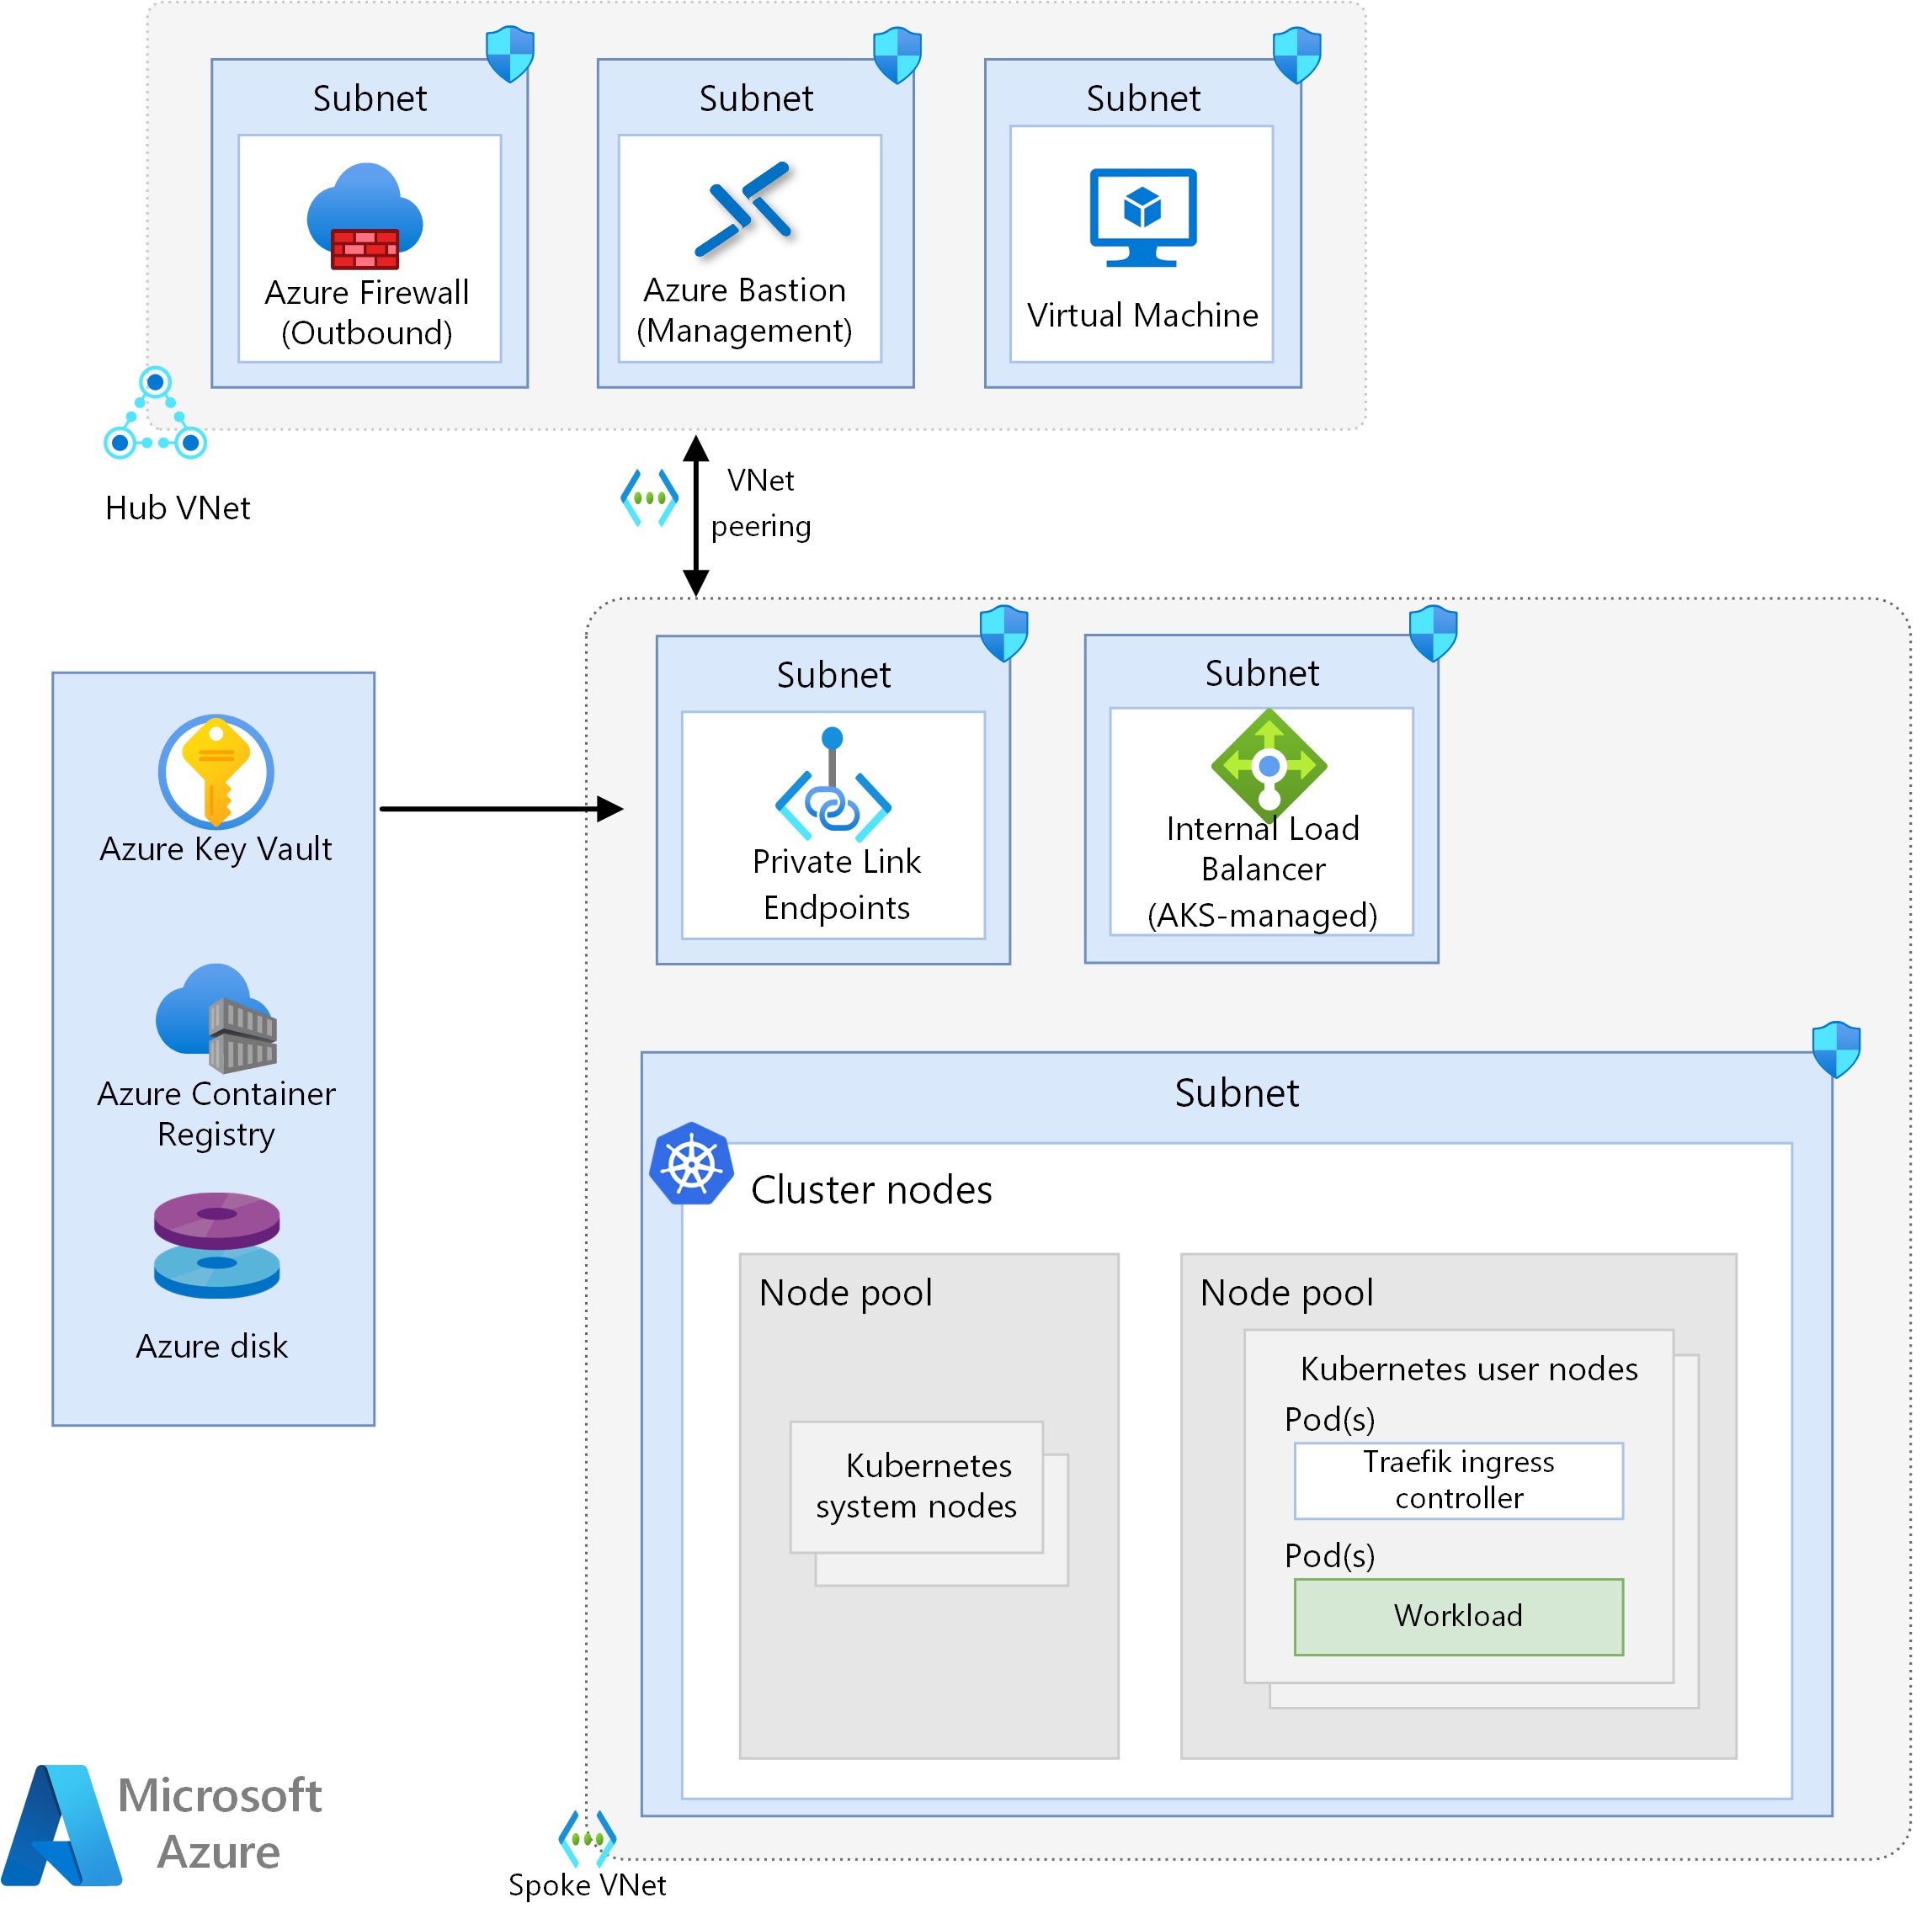 Subnet
Azure Firewall
(Outbound)
Subnet
Azure Bastion
(Management)
Subnet
Virtual Machine
Hub VNet
VNet
peering
Azure Key Vault
Azure Container
Registry
Azure disk
Subnet
Private Link
Endpoints
Subnet
Internal Load
Balancer
(AKS-managed)
Subnet
Cluster nodes
Node pool
Kubernetes
system nodes
Node pool
Kubernetes user nodes
Pod(s)
Traefik ingress
controller
Pod(s)
Workload
Microsoft
Azure
Spoke VNet